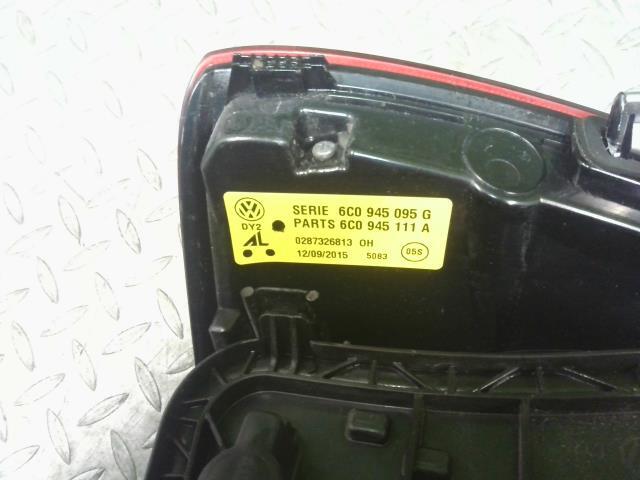 SERIE 6C0 945 095 G
DY2 PARTS 6C0 945 111 A
AL 0287326813 OH
12/09/2015 5083 05S